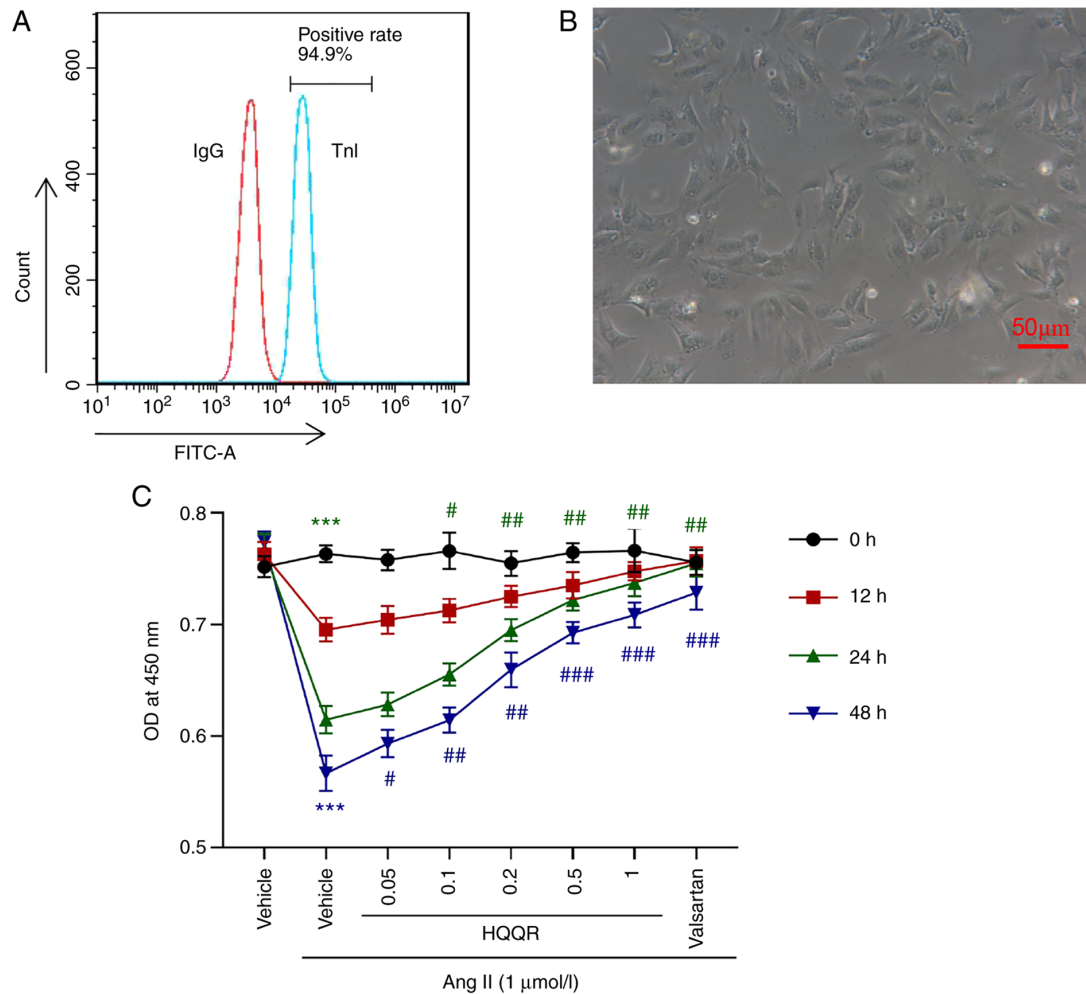 A
Positive rate
94.9%
IgG
TnI
600
400
200
0
Count
10¹ 10² 10³ 10⁴ 10⁵ 10⁶ 10⁷
FITC-A
B
50µm
C
0.8
0.7
0.6
0.5
OD at 450 nm
*** # ## ## ## ##
*** # ## ## ### ### ###
0 h
12 h
24 h
48 h
Vehicle Vehicle 0.05 0.1 0.2 0.5 1 Valsartan
HQQR
Ang II (1 µmol/l)